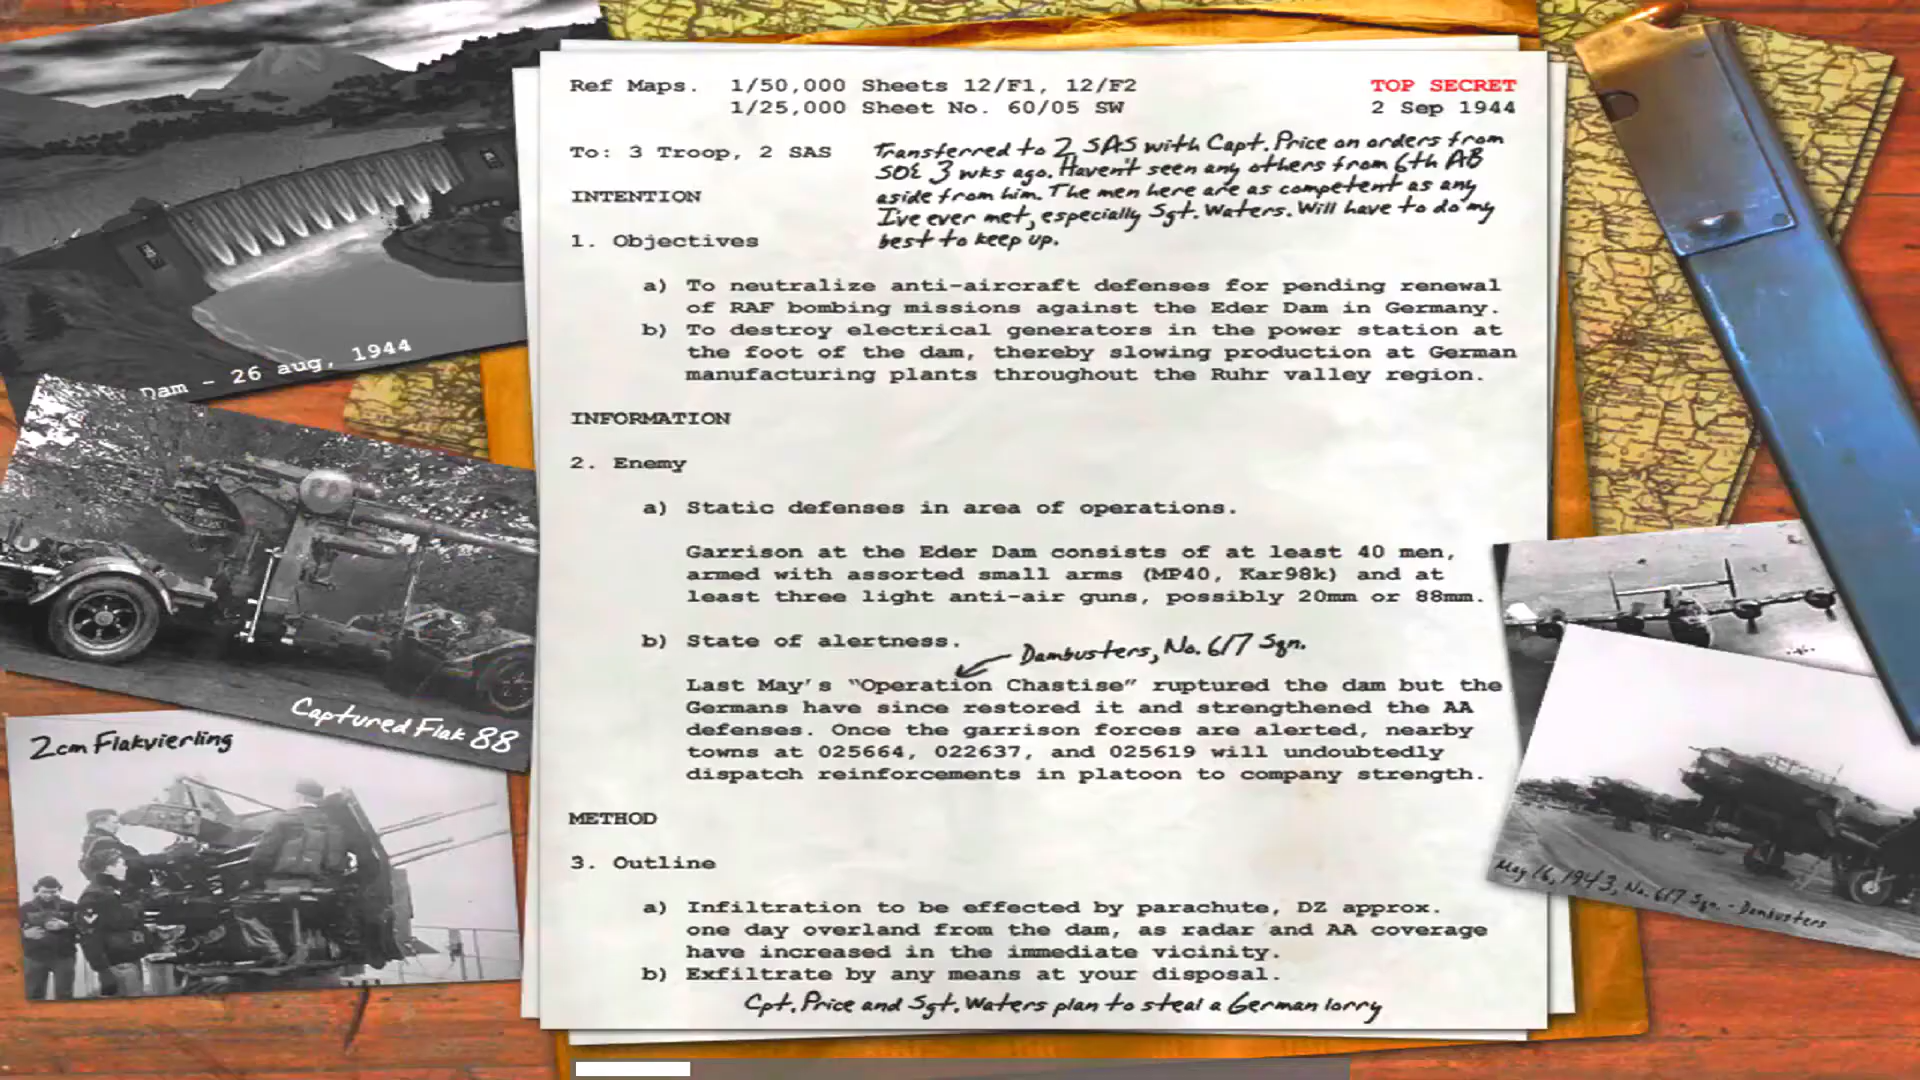 Ref Maps. 1/50,000 Sheets 12/F1, 12/F2
1/25,000 Sheet No. 60/05 SW
TOP SECRET
2 Sep 1944
To: 3 Troop, 2 SAS
Transferred to 2 SAS with Capt. Price on orders from
SOE 3 wks ago. Haven't seen any others from 6th AB
aside from him. The men here are as competent as any
I've ever met, especially Sgt. Waters. Will have to do my
best to keep up.
INTENTION
1. Objectives
a) To neutralize anti-aircraft defenses for pending renewal
of RAF bombing missions against the Eder Dam in Germany.
b) To destroy electrical generators in the power station at
the foot of the dam, thereby slowing production at German
manufacturing plants throughout the Ruhr valley region.
INFORMATION
2. Enemy
a) Static defenses in area of operations.
Garrison at the Eder Dam consists of at least 40 men,
armed with assorted small arms (MP40, Kar98k) and at
least three light anti-air guns, possibly 20mm or 88mm.
b) State of alertness.
Dambusters, No. 617 Sqn.
Last May's "Operation Chastise" ruptured the dam but the
Germans have since restored it and strengthened the AA
defenses. Once the garrison forces are alerted, nearby
towns at 025664, 022637, and 025619 will undoubtedly
dispatch reinforcements in platoon to company strength.
METHOD
3. Outline
a) Infiltration to be effected by parachute, DZ approx.
one day overland from the dam, as radar and AA coverage
have increased in the immediate vicinity.
b) Exfiltrate by any means at your disposal.
Cpt. Price and Sgt. Waters plan to steal a German lorry
Dam - 26 aug, 1944
Captured Flak 88
2cm Flakvierling
May 16, 1943, No. 617 Sqn. - Dambusters